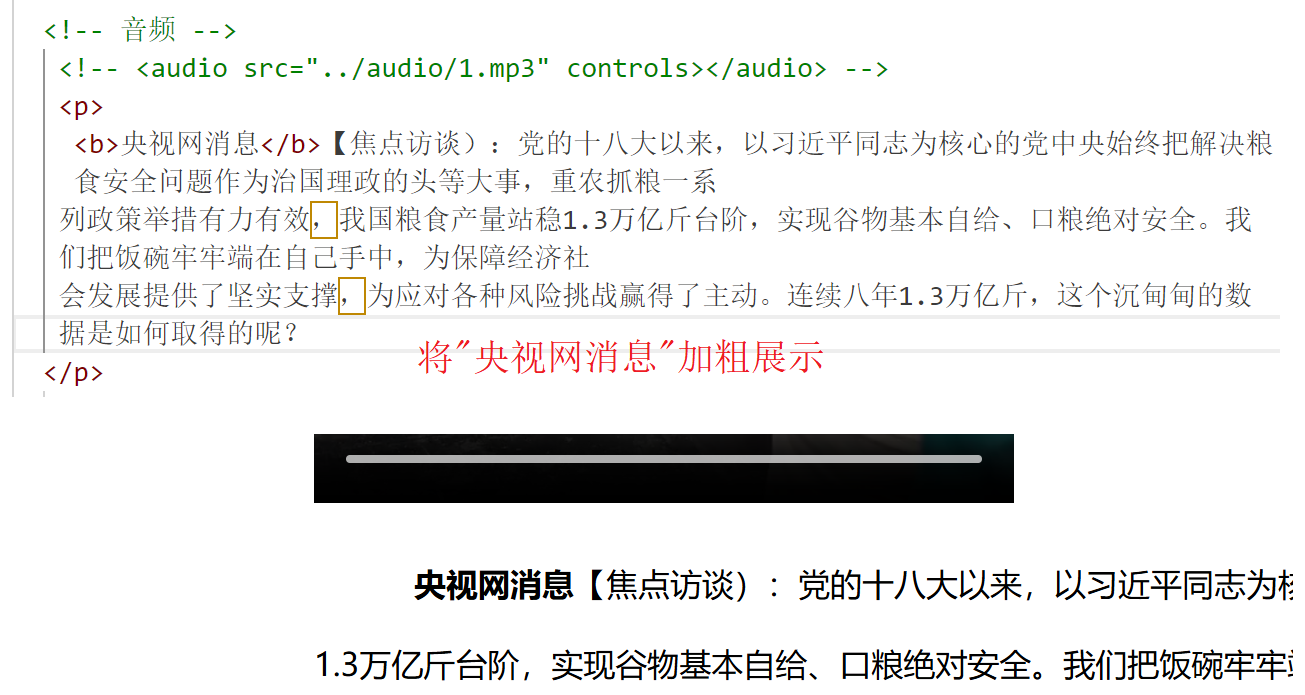 <!-- 音频 -->
<!-- <audio src="../audio/1.mp3" controls></audio> -->
<p>
<b>央视网消息</b>【焦点访谈）：党的十八大以来，以习近平同志为核心的党中央始终把解决粮
食安全问题作为治国理政的头等大事，重农抓粮一系
列政策举措有力有效，我国粮食产量站稳1.3万亿斤台阶，实现谷物基本自给、口粮绝对安全。我
们把饭碗牢牢端在自己手中，为保障经济社
会发展提供了坚实支撑，为应对各种风险挑战赢得了主动。连续八年1.3万亿斤，这个沉甸甸的数
据是如何取得的呢？
将"央视网消息"加粗展示
</p>
央视网消息【焦点访谈）：党的十八大以来，以习近平同志为核
1.3万亿斤台阶，实现谷物基本自给、口粮绝对安全。我们把饭碗牢牢